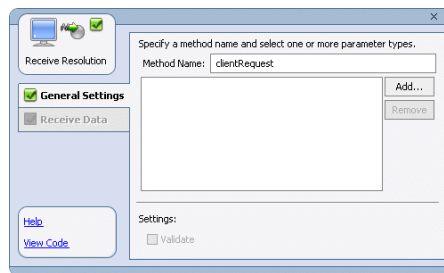 Receive Resolution
General Settings
Receive Data
Help
View Code
Specify a method name and select one or more parameter types.
Method Name: clientRequest
Add...
Remove
Settings:
Validate